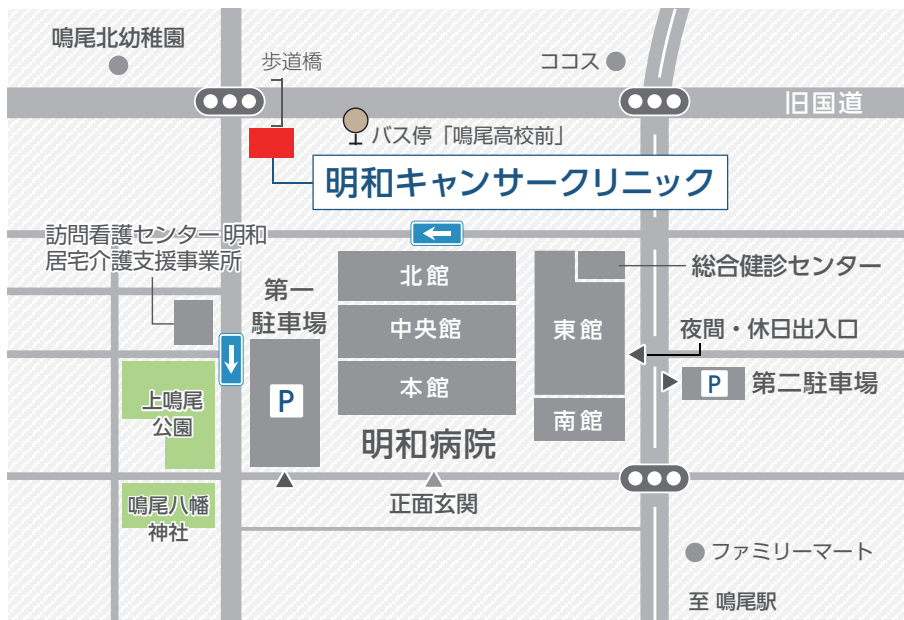 鳴尾北幼稚園
歩道橋
ココス
旧国道
バス停「鳴尾高校前」
明和キャンサークリニック
訪問看護センター 明和
居宅介護支援事業所
第一
駐車場
北館
総合健診センター
中央館
東館
夜間・休日出入口
本館
P
P
第二駐車場
上鳴尾
公園
南館
明和病院
正面玄関
鳴尾八幡
神社
ファミリーマート
至 鳴尾駅